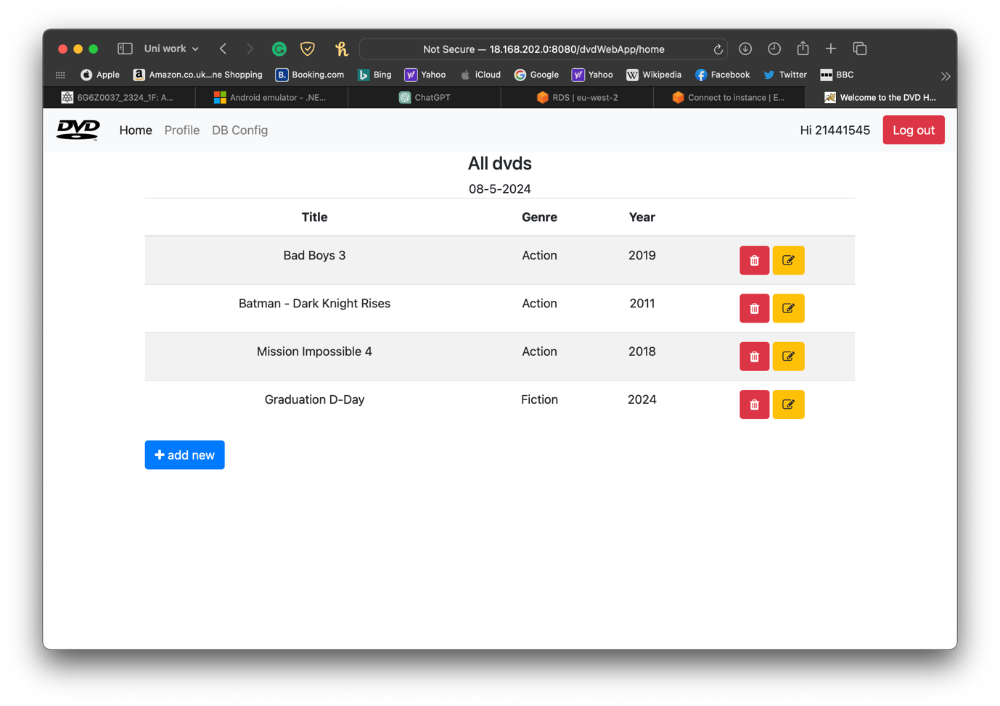 Uni work
Not Secure — 18.168.202.0:8080/dvdWebApp/home
Apple Amazon.co.uk...ne Shopping B. Booking.com Bing Yahoo iCloud Google Yahoo Wikipedia Facebook Twitter BBC
6G6Z0037_2324_1F: A... Android emulator - .NE... ChatGPT RDS | eu-west-2 Connect to instance | E... Welcome to the DVD H...
DVD Home Profile DB Config Hi 21441545 Log out
All dvds
08-5-2024
Title Genre Year
Bad Boys 3 Action 2019
Batman - Dark Knight Rises Action 2011
Mission Impossible 4 Action 2018
Graduation D-Day Fiction 2024
add new